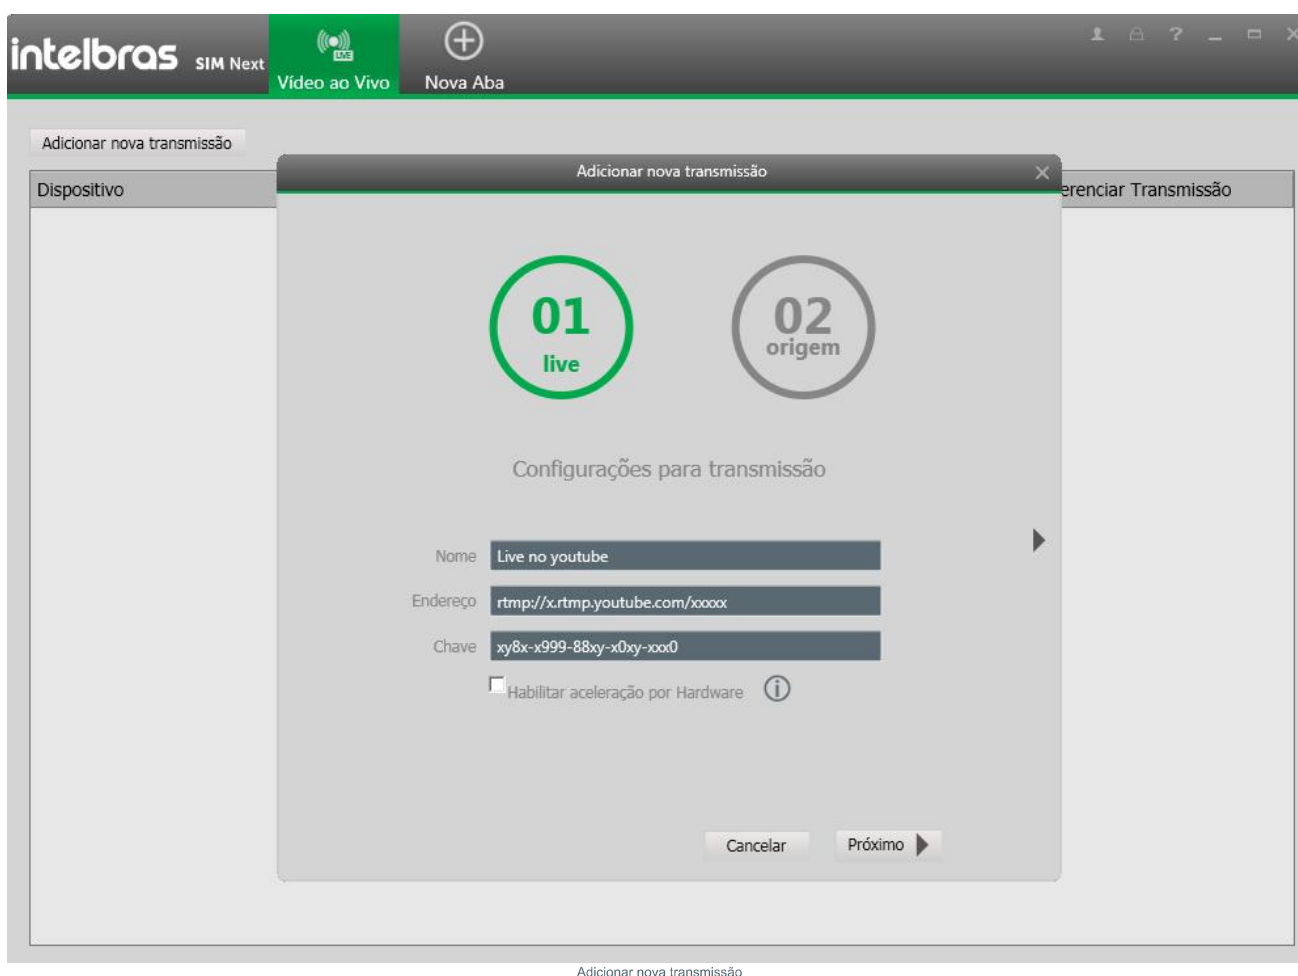 intelbras SIM Next
LIVE
Vídeo ao Vivo
Nova Aba
?
Adicionar nova transmissão
Dispositivo
erenciar Transmissão
Adicionar nova transmissão
01
live
02
origem
Configurações para transmissão
Nome Live no youtube
Endereço rtmp://x.rtmp.youtube.com/xxxxx
Chave xy8x-x999-88xy-x0xy-xxx0
Habilitar aceleração por Hardware
Cancelar Próximo
Adicionar nova transmissão